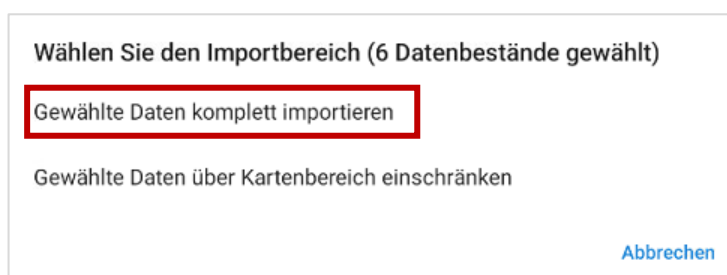 Wählen Sie den Importbereich (6 Datenbestände gewählt)
Gewählte Daten komplett importieren
Gewählte Daten über Kartenbereich einschränken
Abbrechen